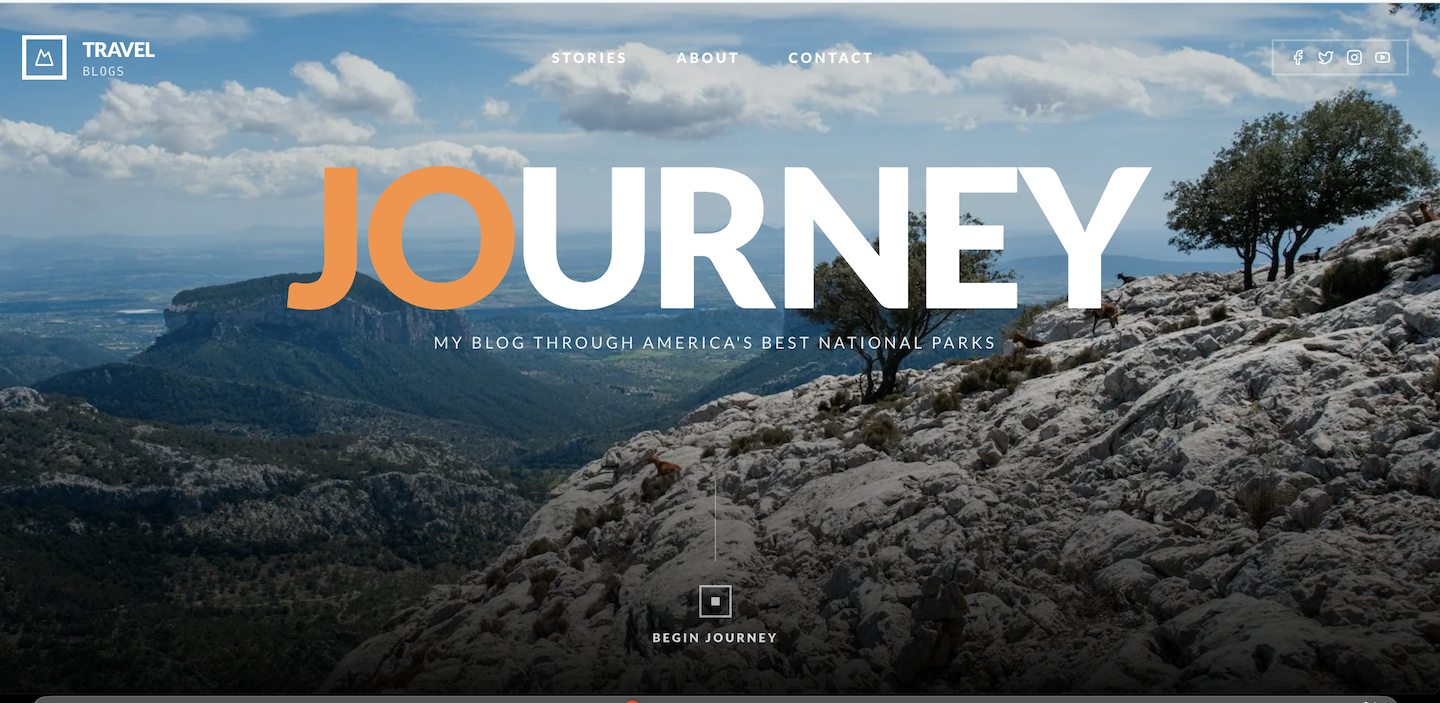 TRAVEL
BLOGS
STORIES ABOUT CONTACT
JOURNEY
MY BLOG THROUGH AMERICA'S BEST NATIONAL PARKS
BEGIN JOURNEY